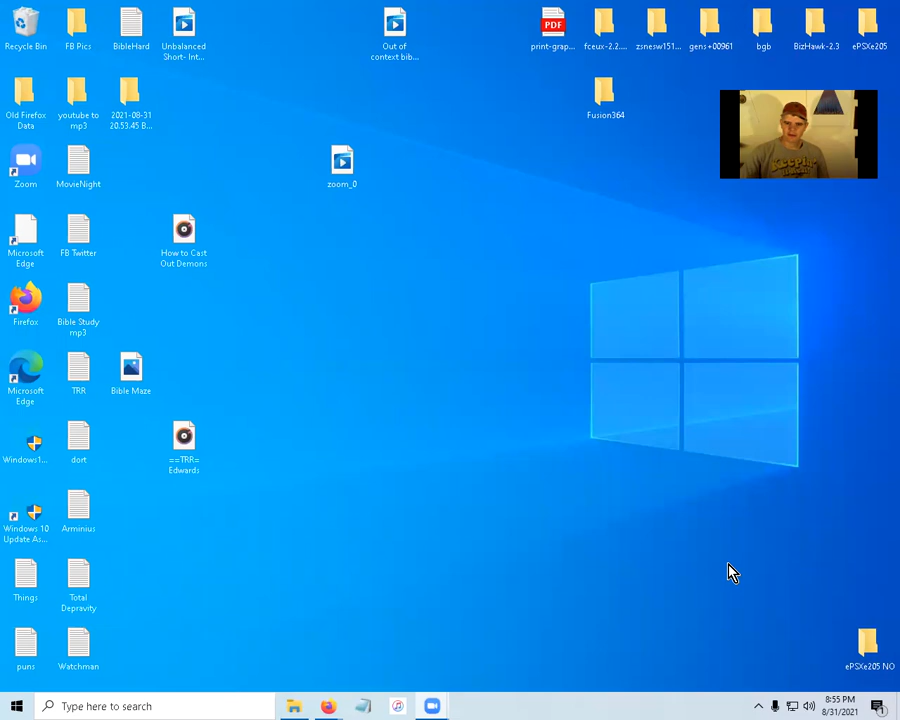 Recycle Bin
FB Pics
BibleHard
Unbalanced
Short- Int...
Out of
context bib...
PDF
print-grap...
fceux-2.2....
zsnesw151...
gens+00961
bgb
BizHawk-2.3
ePSXe205
Old Firefox
Data
youtube to
mp3
2021-08-31
20.53.45 B...
Fusion364
Zoom
MovieNight
zoom_0
Keepin'
Microsoft
Edge
FB Twitter
How to Cast
Out Demons
Firefox
Bible Study
mp3
Microsoft
Edge
TRR
Bible Maze
Windows1...
dort
==TRR=
Edwards
Windows 10
Update As...
Arminius
Things
Total
Depravity
puns
Watchman
ePSXe205 NO
Type here to search
8:55 PM
8/31/2021
1